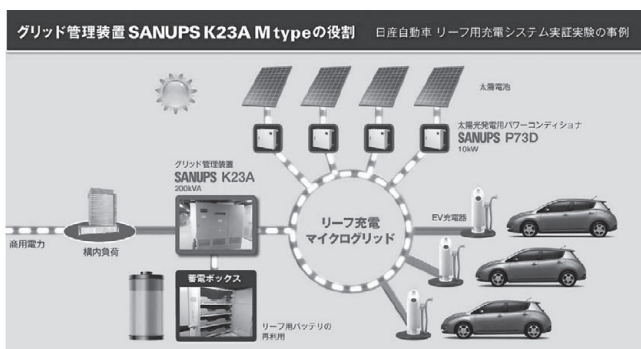 グリッド管理装置 SANUPS K23A M typeの役割 日産自動車 リーフ用充電システム実証実験の事例
太陽電池
太陽光発電用パワーコンディショナ
SANUPS P73D
10kW
グリッド管理装置
SANUPS K23A
200kVA
リーフ充電
マイクログリッド
EV充電器
商用電力
構内負荷
蓄電ボックス
リーフ用バッテリの
再利用